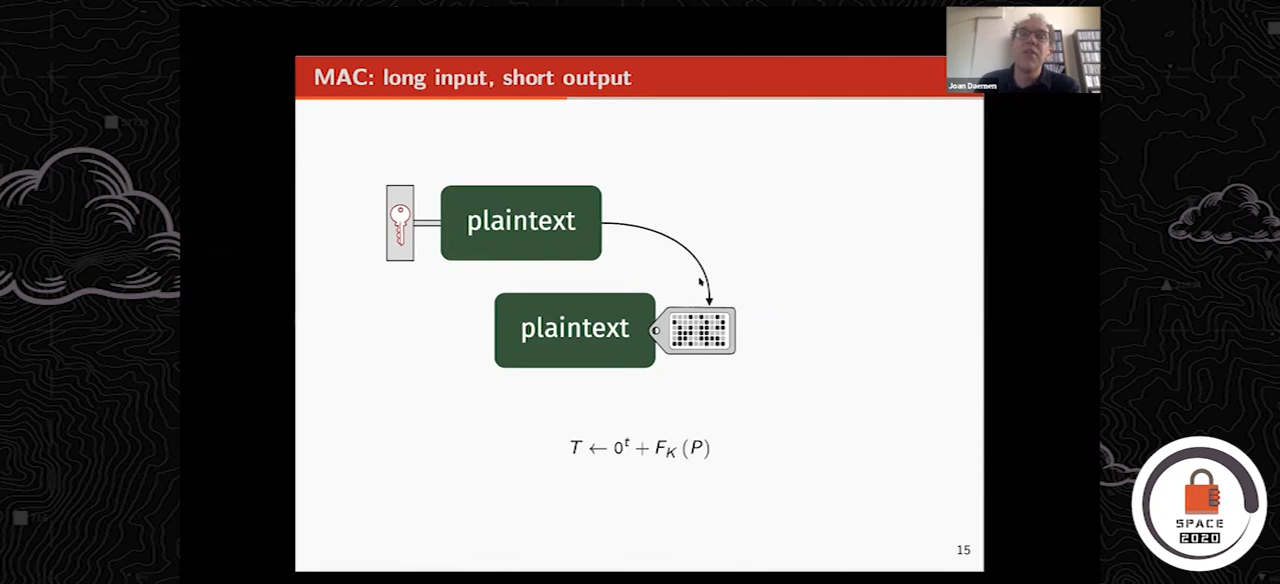 MAC: long input, short output
Joan Daemen
plaintext
plaintext
T ← 0ᵗ + F_K (P)
15
SPACE
2020